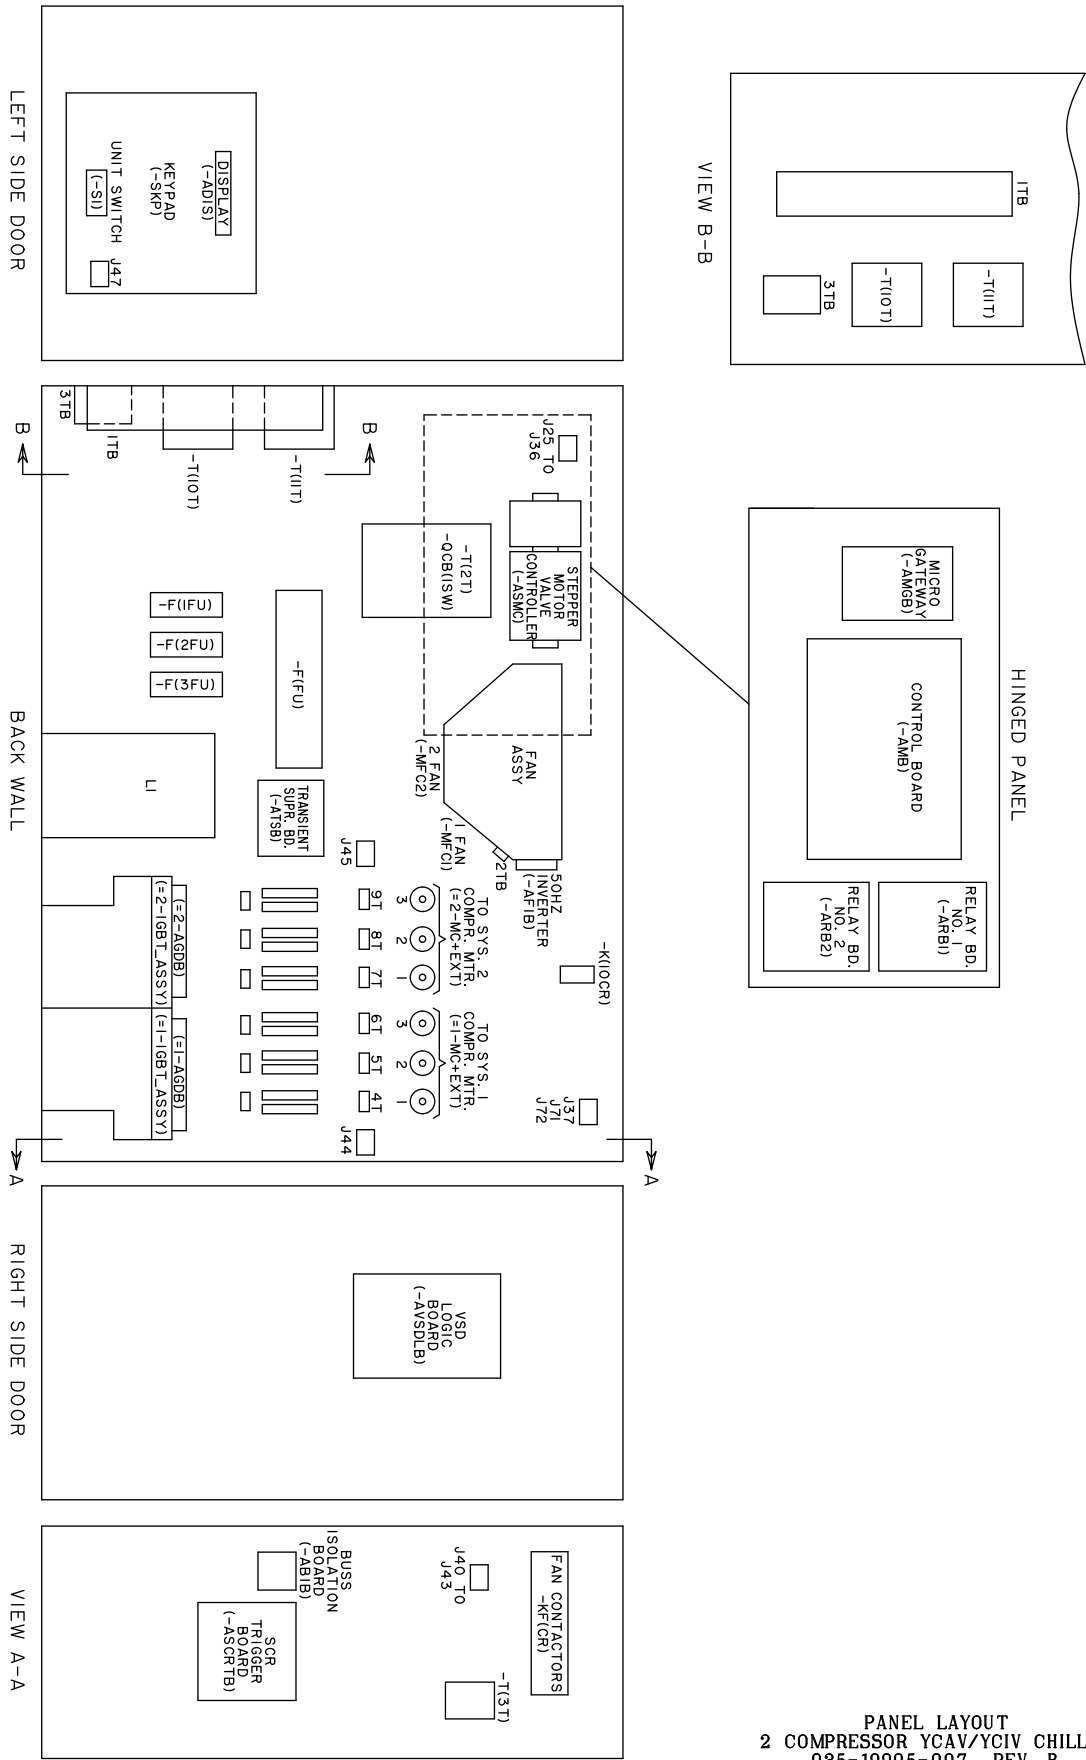 LEFT SIDE DOOR
DISPLAY
(-ADIS)
KEYPAD
(-SKP)
UNIT SWITCH
(-S1)
J47
VIEW B-B
1TB
-T(11T)
-T(10T)
3TB
BACK WALL
J25 TO
J36
STEPPER
MOTOR
VALVE
CONTROLLER
(-ASMC)
-T(2T)
-QCB(1SW)
B
B
-T(11T)
-T(10T)
1TB
3TB
-F(FU)
-F(1FU)
-F(2FU)
-F(3FU)
FAN
ASSY
2 FAN
(-MFC2)
1 FAN
(-MFC1)
2TB
50HZ
INVERTER
(-AFIB)
-K(10CR)
TRANSIENT
SUPR. BD.
(-ATSB)
L1
J45
TO SYS. 2
COMPR. MTR.
(=2-MC+EXT)
3
2
1
9T
8T
7T
TO SYS. 1
COMPR. MTR.
(=1-MC+EXT)
3
2
1
6T
5T
4T
J37
J71
J72
J44
(=2-AGDB)
(=2-IGBT_ASSY)
(=1-AGDB)
(=1-IGBT_ASSY)
A
A
HINGED PANEL
MICRO
GATEWAY
(-AMGB)
CONTROL BOARD
(-AMB)
RELAY BD.
NO. 1
(-ARB1)
RELAY BD.
NO. 2
(-ARB2)
RIGHT SIDE DOOR
VSD
LOGIC
BOARD
(-AVSDLB)
VIEW A-A
FAN CONTACTORS
-KF(CR)
J40 TO
J43
-T(3T)
BUSS
ISOLATION
BOARD
(-ABIB)
SCR
TRIGGER
BOARD
(-ASCRTB)
PANEL LAYOUT
2 COMPRESSOR YCAV/YCIV CHILL